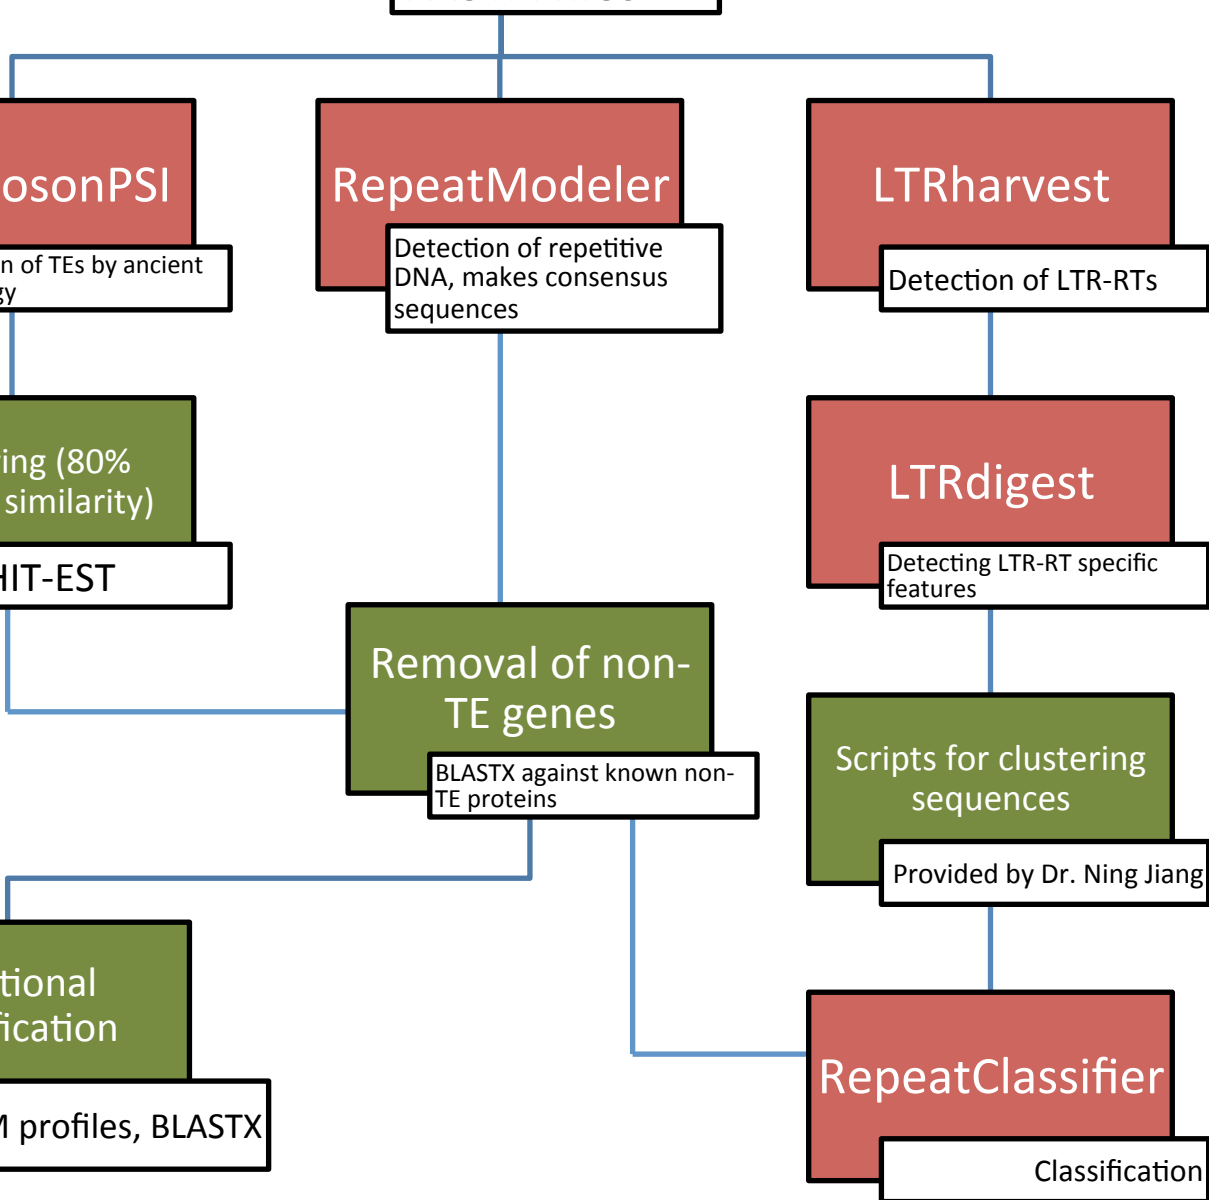 osonPSI
n of TEs by ancient
gy
RepeatModeler
Detection of repetitive
DNA, makes consensus
sequences
LTRharvest
Detection of LTR-RTs
ing (80%
similarity)
HIT-EST
LTRdigest
Detecting LTR-RT specific
features
Removal of non-
TE genes
BLASTX against known non-
TE proteins
Scripts for clustering
sequences
Provided by Dr. Ning Jiang
tional
fication
M profiles, BLASTX
RepeatClassifier
Classification